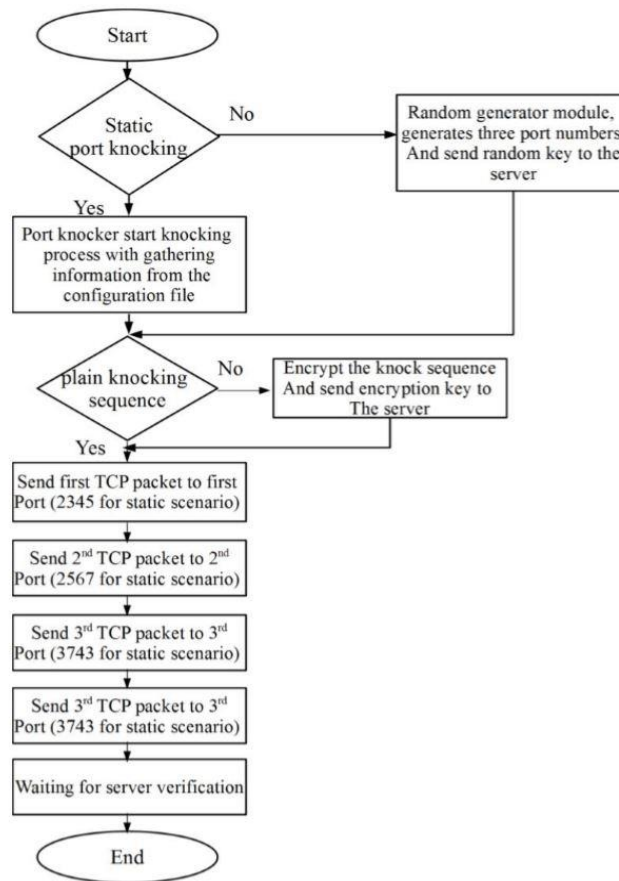 Start
Static
port knocking
No
Random generator module,
generates three port numbers
And send random key to the
server
Yes
Port knocker start knocking
process with gathering
information from the
configuration file
plain knocking
sequence
No
Encrypt the knock sequence
And send encryption key to
The server
Yes
Send first TCP packet to first
Port (2345 for static scenario)
Send 2nd TCP packet to 2nd
Port (2567 for static scenario)
Send 3rd TCP packet to 3rd
Port (3743 for static scenario)
Send 3rd TCP packet to 3rd
Port (3743 for static scenario)
Waiting for server verification
End